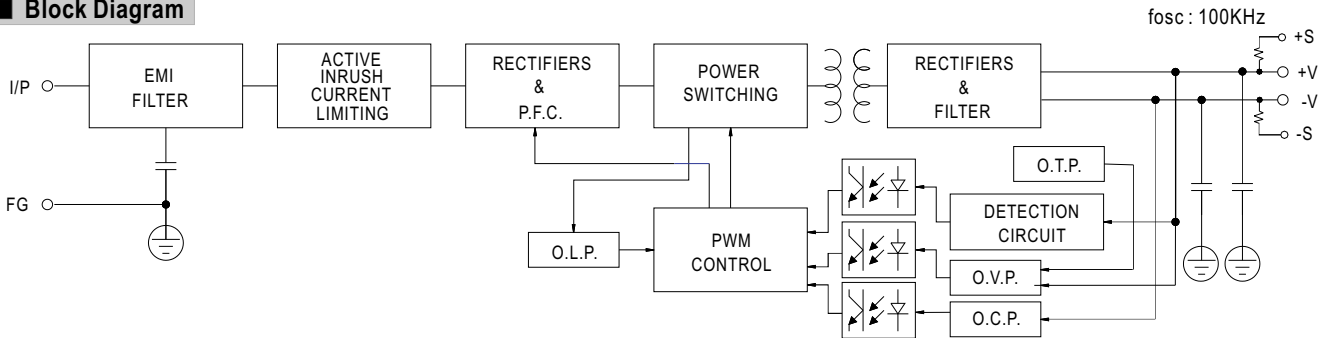 Block Diagram
fosc : 100KHz
I/P
EMI
FILTER
ACTIVE
INRUSH
CURRENT
LIMITING
RECTIFIERS
&
P.F.C.
POWER
SWITCHING
RECTIFIERS
&
FILTER
+S
+V
-V
-S
FG
O.L.P.
PWM
CONTROL
O.T.P.
DETECTION
CIRCUIT
O.V.P.
O.C.P.